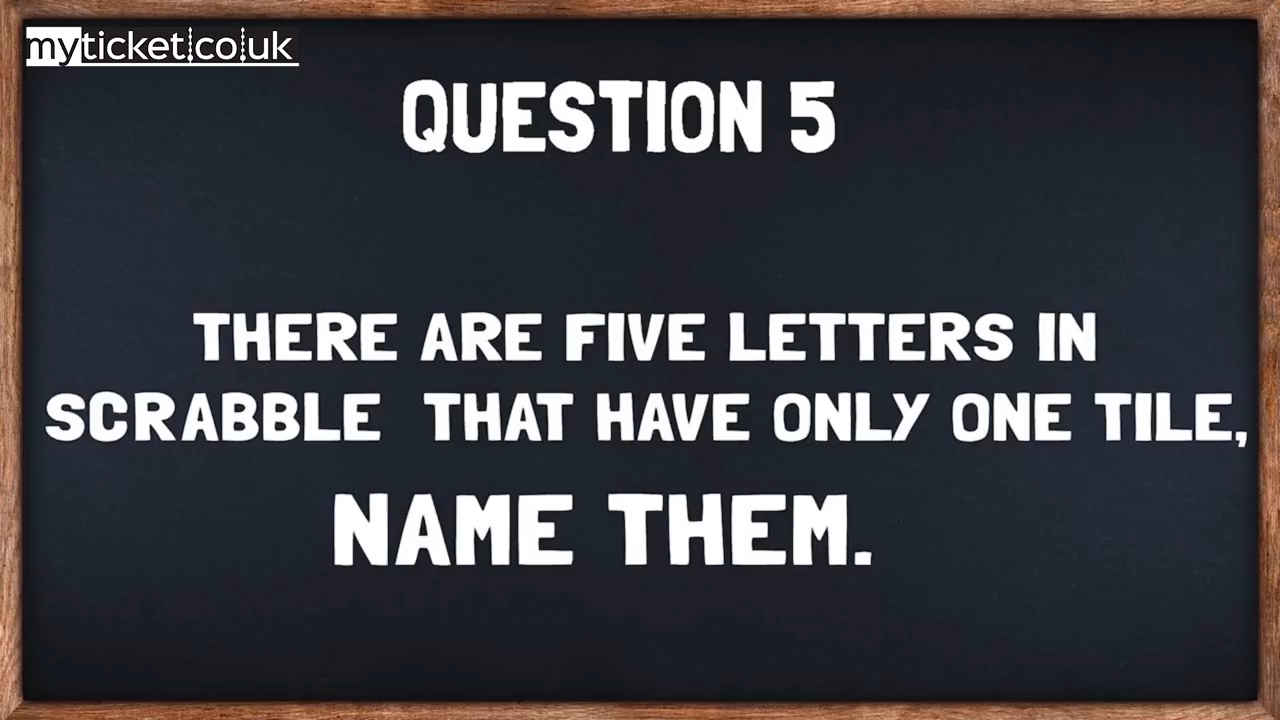 myticket.co.uk
QUESTION 5
THERE ARE FIVE LETTERS IN
SCRABBLE THAT HAVE ONLY ONE TILE,
NAME THEM.